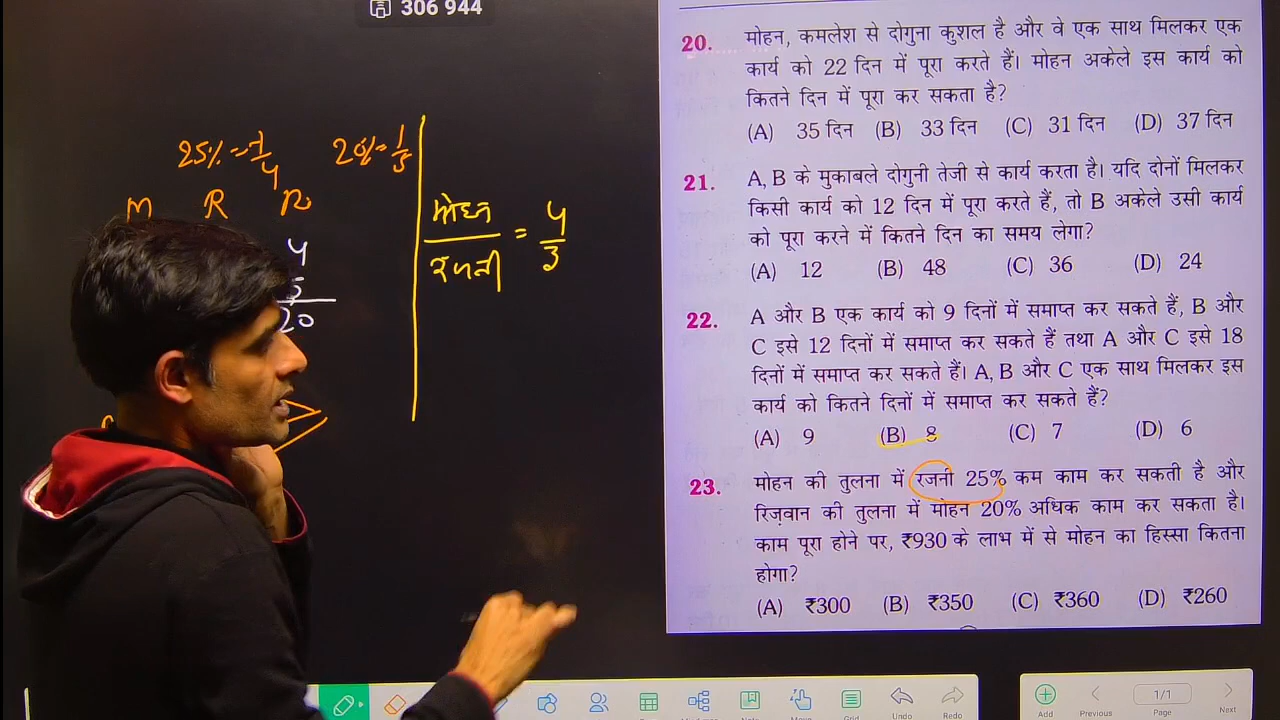 306 944
25% = 1/4
20% = 1/5
M R R
4
5
20
मोहन / रजनी = 4/3
20. मोहन, कमलेश से दोगुना कुशल है और वे एक साथ मिलकर एक
कार्य को 22 दिन में पूरा करते हैं। मोहन अकेले इस कार्य को
कितने दिन में पूरा कर सकता है?
(A) 35 दिन (B) 33 दिन (C) 31 दिन (D) 37 दिन
21. A, B के मुकाबले दोगुनी तेजी से कार्य करता है। यदि दोनों मिलकर
किसी कार्य को 12 दिन में पूरा करते हैं, तो B अकेले उसी कार्य
को पूरा करने में कितने दिन का समय लेगा?
(A) 12 (B) 48 (C) 36 (D) 24
22. A और B एक कार्य को 9 दिनों में समाप्त कर सकते हैं, B और
C इसे 12 दिनों में समाप्त कर सकते हैं तथा A और C इसे 18
दिनों में समाप्त कर सकते हैं। A, B और C एक साथ मिलकर इस
कार्य को कितने दिनों में समाप्त कर सकते हैं?
(A) 9 (B) 8 (C) 7 (D) 6
23. मोहन की तुलना में रजनी 25% कम काम कर सकती है और
रिज़वान की तुलना में मोहन 20% अधिक काम कर सकता है।
काम पूरा होने पर, ₹930 के लाभ में से मोहन का हिस्सा कितना
होगा?
(A) ₹300 (B) ₹350 (C) ₹360 (D) ₹260
Undo Redo Add Previous 1/1 Page Next